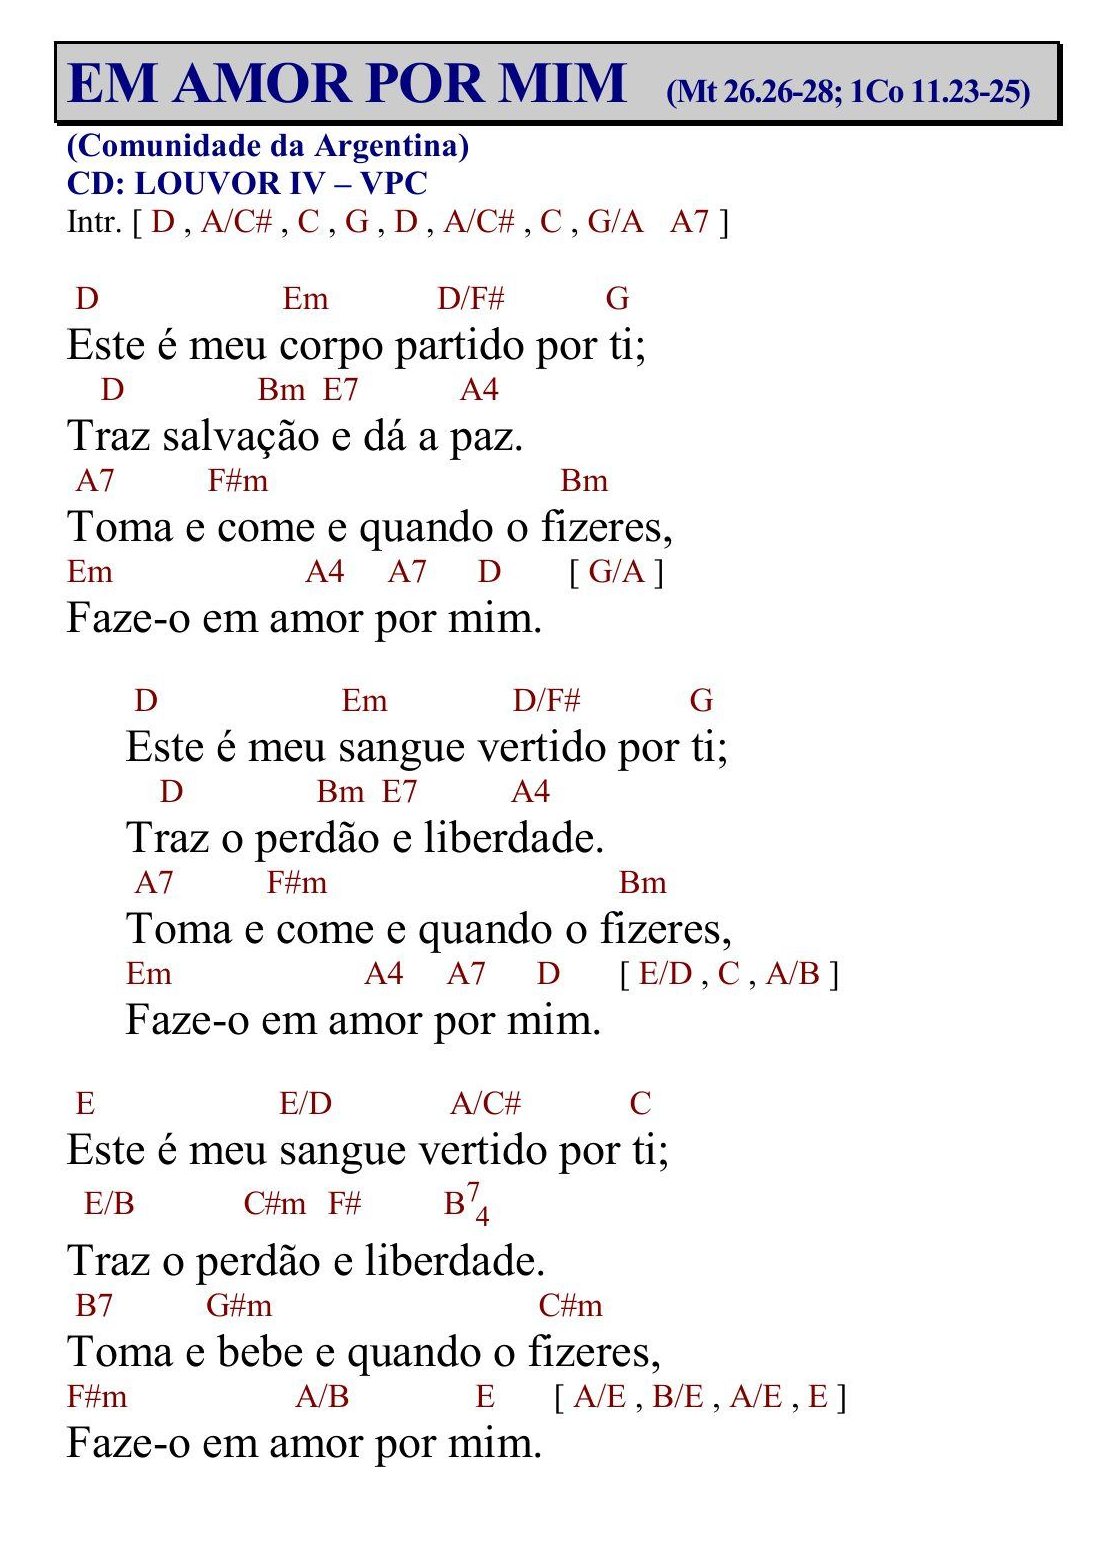 EM AMOR POR MIM (Mt 26.26-28; 1Co 11.23-25)
(Comunidade da Argentina)
CD: LOUVOR IV – VPC
Intr. [ D , A/C# , C , G , D , A/C# , C , G/A A7 ]
D Em D/F# G
Este é meu corpo partido por ti;
D Bm E7 A4
Traz salvação e dá a paz.
A7 F#m Bm
Toma e come e quando o fizeres,
Em A4 A7 D [ G/A ]
Faze-o em amor por mim.
D Em D/F# G
Este é meu sangue vertido por ti;
D Bm E7 A4
Traz o perdão e liberdade.
A7 F#m Bm
Toma e come e quando o fizeres,
Em A4 A7 D [ E/D , C , A/B ]
Faze-o em amor por mim.
E E/D A/C# C
Este é meu sangue vertido por ti;
E/B C#m F# B7 4
Traz o perdão e liberdade.
B7 G#m C#m
Toma e bebe e quando o fizeres,
F#m A/B E [ A/E , B/E , A/E , E ]
Faze-o em amor por mim.